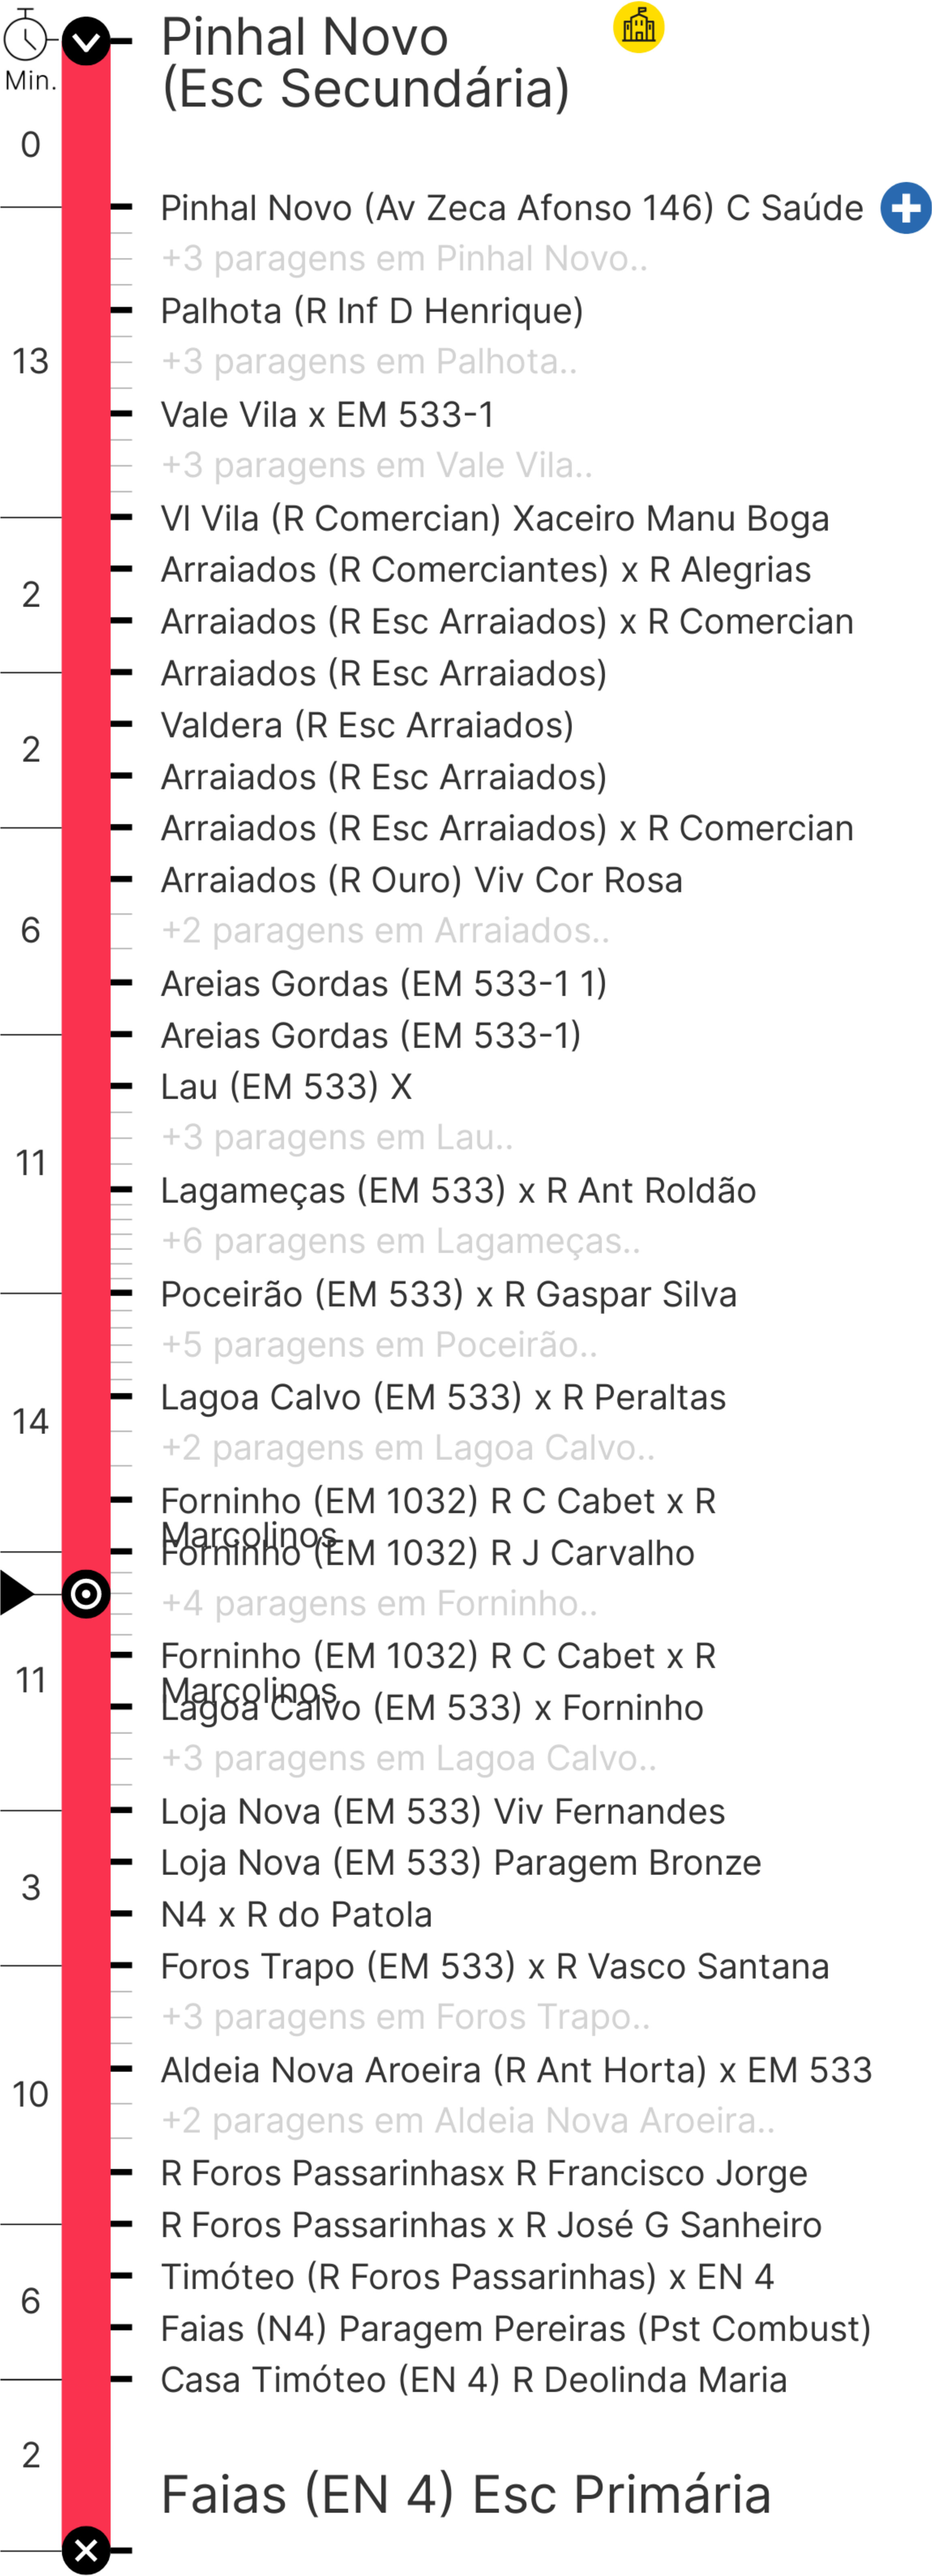 Pinhal Novo
(Esc Secundária)
Min.
0
Pinhal Novo (Av Zeca Afonso 146) C Saúde
+3 paragens em Pinhal Novo..
Palhota (R Inf D Henrique)
13
+3 paragens em Palhota..
Vale Vila x EM 533-1
+3 paragens em Vale Vila..
Vl Vila (R Comercian) Xaceiro Manu Boga
Arraiados (R Comerciantes) x R Alegrias
2
Arraiados (R Esc Arraiados) x R Comercian
Arraiados (R Esc Arraiados)
Valdera (R Esc Arraiados)
2
Arraiados (R Esc Arraiados)
Arraiados (R Esc Arraiados) x R Comercian
Arraiados (R Ouro) Viv Cor Rosa
6
+2 paragens em Arraiados..
Areias Gordas (EM 533-1 1)
Areias Gordas (EM 533-1)
Lau (EM 533) X
+3 paragens em Lau..
11
Lagameças (EM 533) x R Ant Roldão
+6 paragens em Lagameças..
Poceirão (EM 533) x R Gaspar Silva
+5 paragens em Poceirão..
Lagoa Calvo (EM 533) x R Peraltas
14
+2 paragens em Lagoa Calvo..
Forninho (EM 1032) R C Cabet x R
Marcolinos
Forninho (EM 1032) R J Carvalho
+4 paragens em Forninho..
Forninho (EM 1032) R C Cabet x R
11
Marcolinos
Lagoa Calvo (EM 533) x Forninho
+3 paragens em Lagoa Calvo..
Loja Nova (EM 533) Viv Fernandes
Loja Nova (EM 533) Paragem Bronze
3
N4 x R do Patola
Foros Trapo (EM 533) x R Vasco Santana
+3 paragens em Foros Trapo..
Aldeia Nova Aroeira (R Ant Horta) x EM 533
10
+2 paragens em Aldeia Nova Aroeira..
R Foros Passarinhasx R Francisco Jorge
R Foros Passarinhas x R José G Sanheiro
Timóteo (R Foros Passarinhas) x EN 4
6
Faias (N4) Paragem Pereiras (Pst Combust)
Casa Timóteo (EN 4) R Deolinda Maria
2
Faias (EN 4) Esc Primária